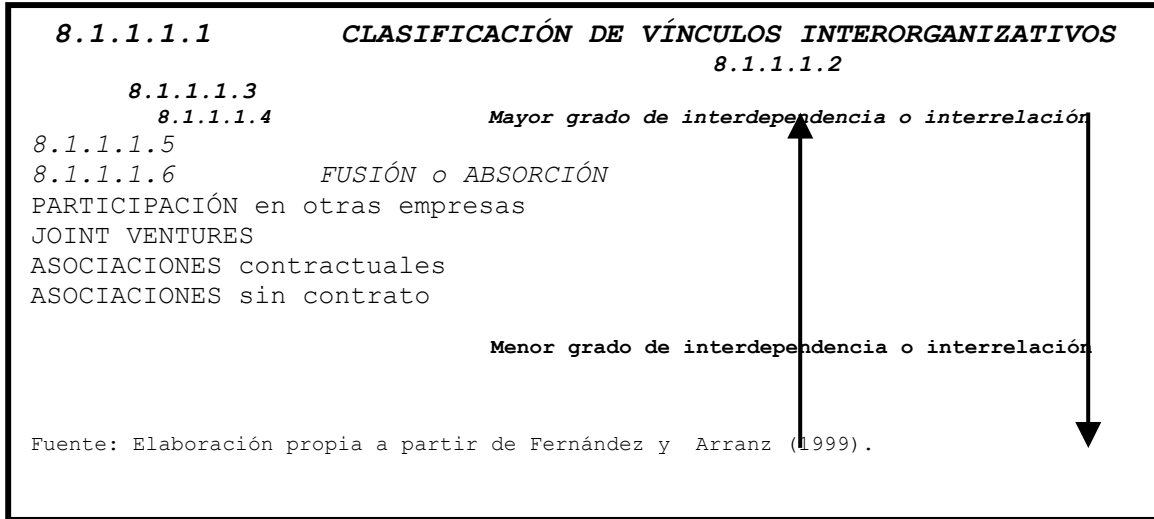 8.1.1.1.1 CLASIFICACIÓN DE VÍNCULOS INTERORGANIZATIVOS
8.1.1.1.2
8.1.1.1.3
8.1.1.1.4 Mayor grado de interdependencia o interrelación
8.1.1.1.5
8.1.1.1.6 FUSIÓN o ABSORCIÓN
PARTICIPACIÓN en otras empresas
JOINT VENTURES
ASOCIACIONES contractuales
ASOCIACIONES sin contrato
Menor grado de interdependencia o interrelación
Fuente: Elaboración propia a partir de Fernández y Arranz (1999).